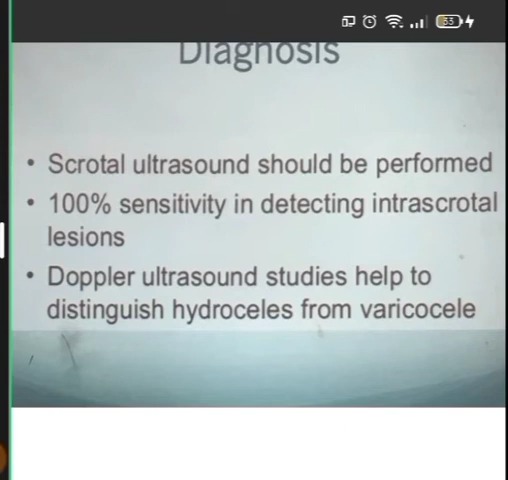 33
Diagnosis
• Scrotal ultrasound should be performed
• 100% sensitivity in detecting intrascrotal
lesions
• Doppler ultrasound studies help to
distinguish hydroceles from varicocele